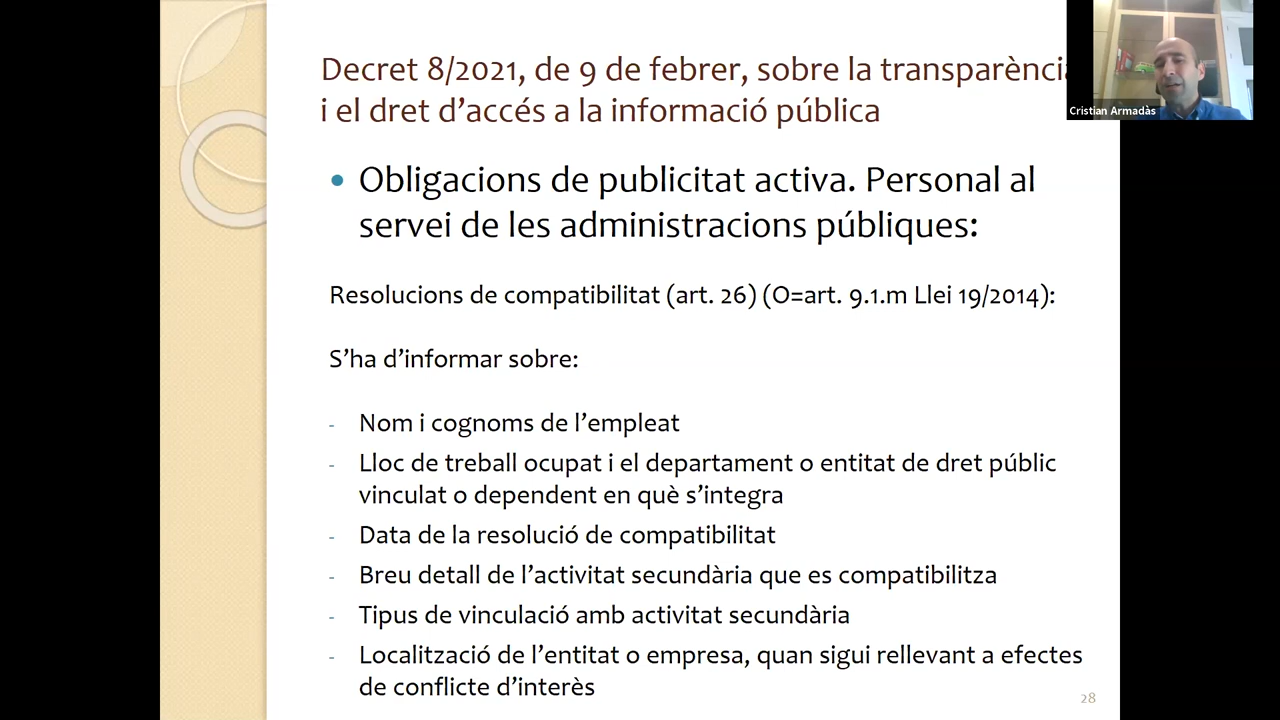 Decret 8/2021, de 9 de febrer, sobre la transparència
i el dret d’accés a la informació pública
Cristian Armadàs
• Obligacions de publicitat activa. Personal al
servei de les administracions públiques:
Resolucions de compatibilitat (art. 26) (O=art. 9.1.m Llei 19/2014):
S’ha d’informar sobre:
- Nom i cognoms de l’empleat
- Lloc de treball ocupat i el departament o entitat de dret públic
vinculat o dependent en què s’integra
- Data de la resolució de compatibilitat
- Breu detall de l’activitat secundària que es compatibilitza
- Tipus de vinculació amb activitat secundària
- Localització de l’entitat o empresa, quan sigui rellevant a efectes
de conflicte d’interès
28